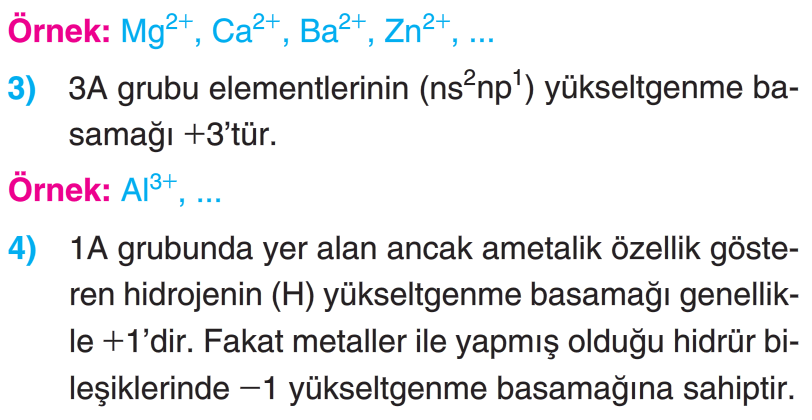 Örnek: Mg²⁺, Ca²⁺, Ba²⁺, Zn²⁺, ...
3) 3A grubu elementlerinin (ns²np¹) yükseltgenme ba-
samağı +3’tür.
Örnek: Al³⁺, ...
4) 1A grubunda yer alan ancak ametalik özellik göste-
ren hidrojenin (H) yükseltgenme basamağı genellik-
le +1’dir. Fakat metaller ile yapmış olduğu hidrür bi-
leşiklerinde −1 yükseltgenme basamağına sahiptir.